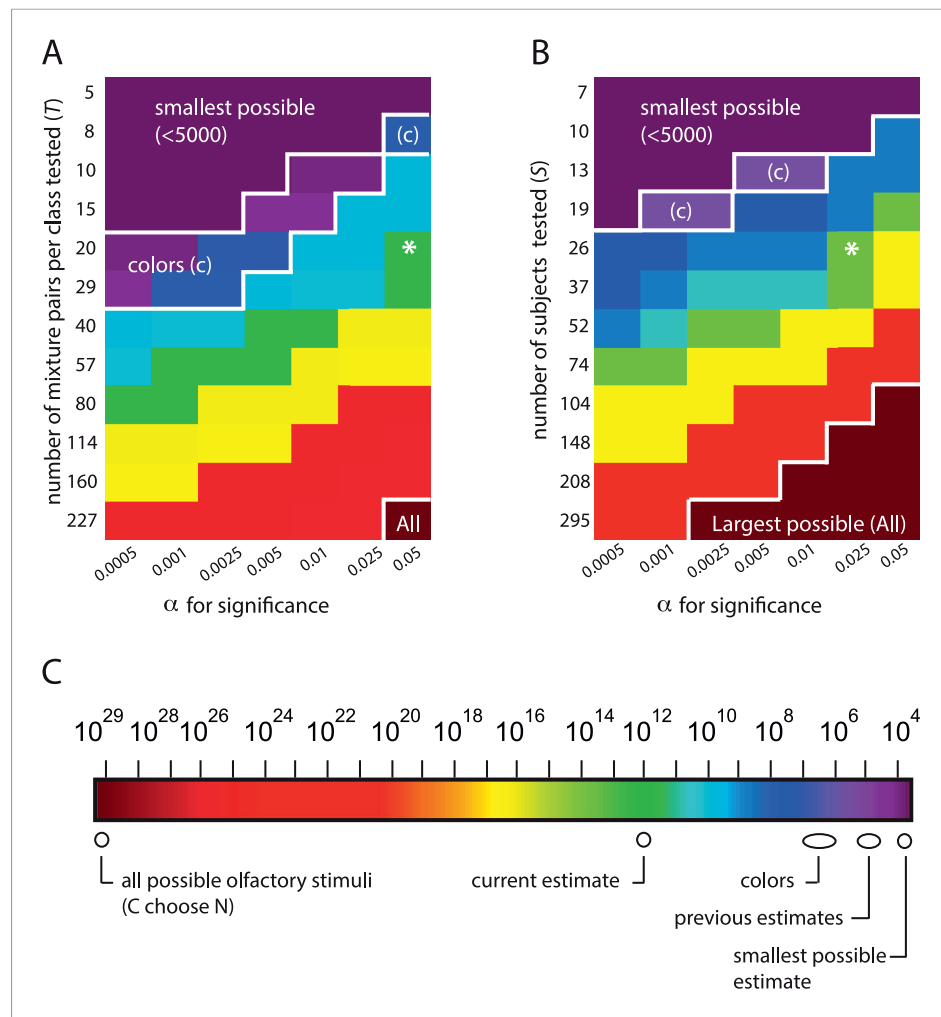 A
number of mixture pairs per class tested (T)
5
8
10
15
20
29
40
57
80
114
160
227
smallest possible
(<5000)
(c)
colors (c)
*
All
0.0005
0.001
0.0025
0.005
0.01
0.025
0.05
α for significance
B
number of subjects tested (S)
7
10
13
19
26
37
52
74
104
148
208
295
smallest possible
(<5000)
(c)
(c)
*
Largest possible (All)
0.0005
0.001
0.0025
0.005
0.01
0.025
0.05
α for significance
C
10^29 10^28 10^26 10^24 10^22 10^20 10^18 10^16 10^14 10^12 10^10 10^8 10^6 10^4
all possible olfactory stimuli
(C choose N)
current estimate
colors
previous estimates
smallest possible
estimate